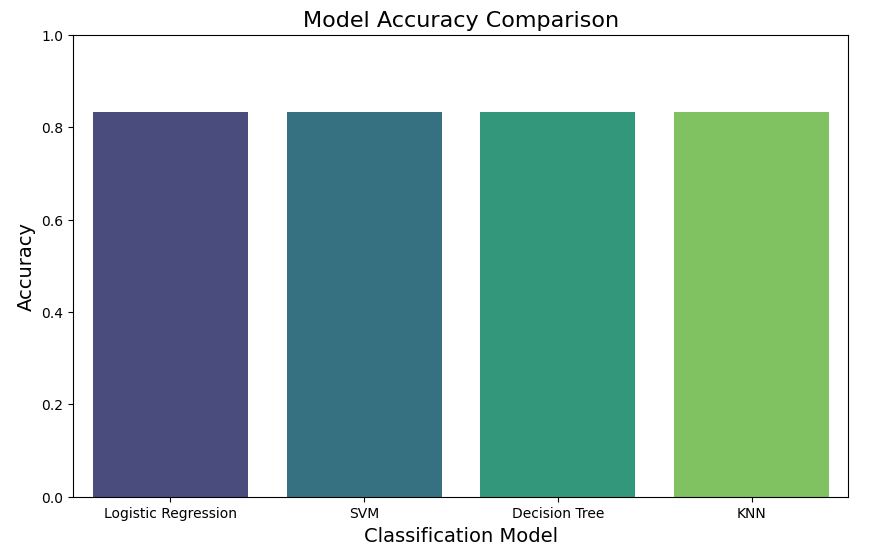 Model Accuracy Comparison
1.0
0.8
0.6
0.4
0.2
0.0
Accuracy
Logistic Regression
SVM
Decision Tree
KNN
Classification Model